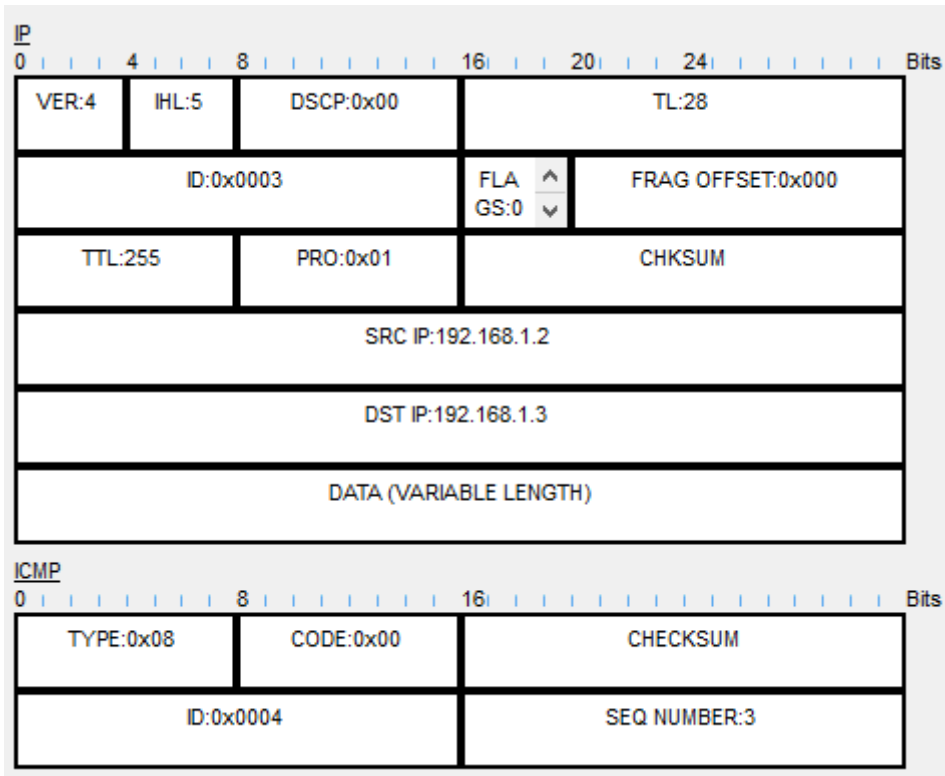 IP
0 4 8 16 20 24 Bits
VER:4 IHL:5 DSCP:0x00 TL:28
ID:0x0003 FLA
GS:0 FRAG OFFSET:0x000
TTL:255 PRO:0x01 CHKSUM
SRC IP:192.168.1.2
DST IP:192.168.1.3
DATA (VARIABLE LENGTH)
ICMP
0 8 16 Bits
TYPE:0x08 CODE:0x00 CHECKSUM
ID:0x0004 SEQ NUMBER:3